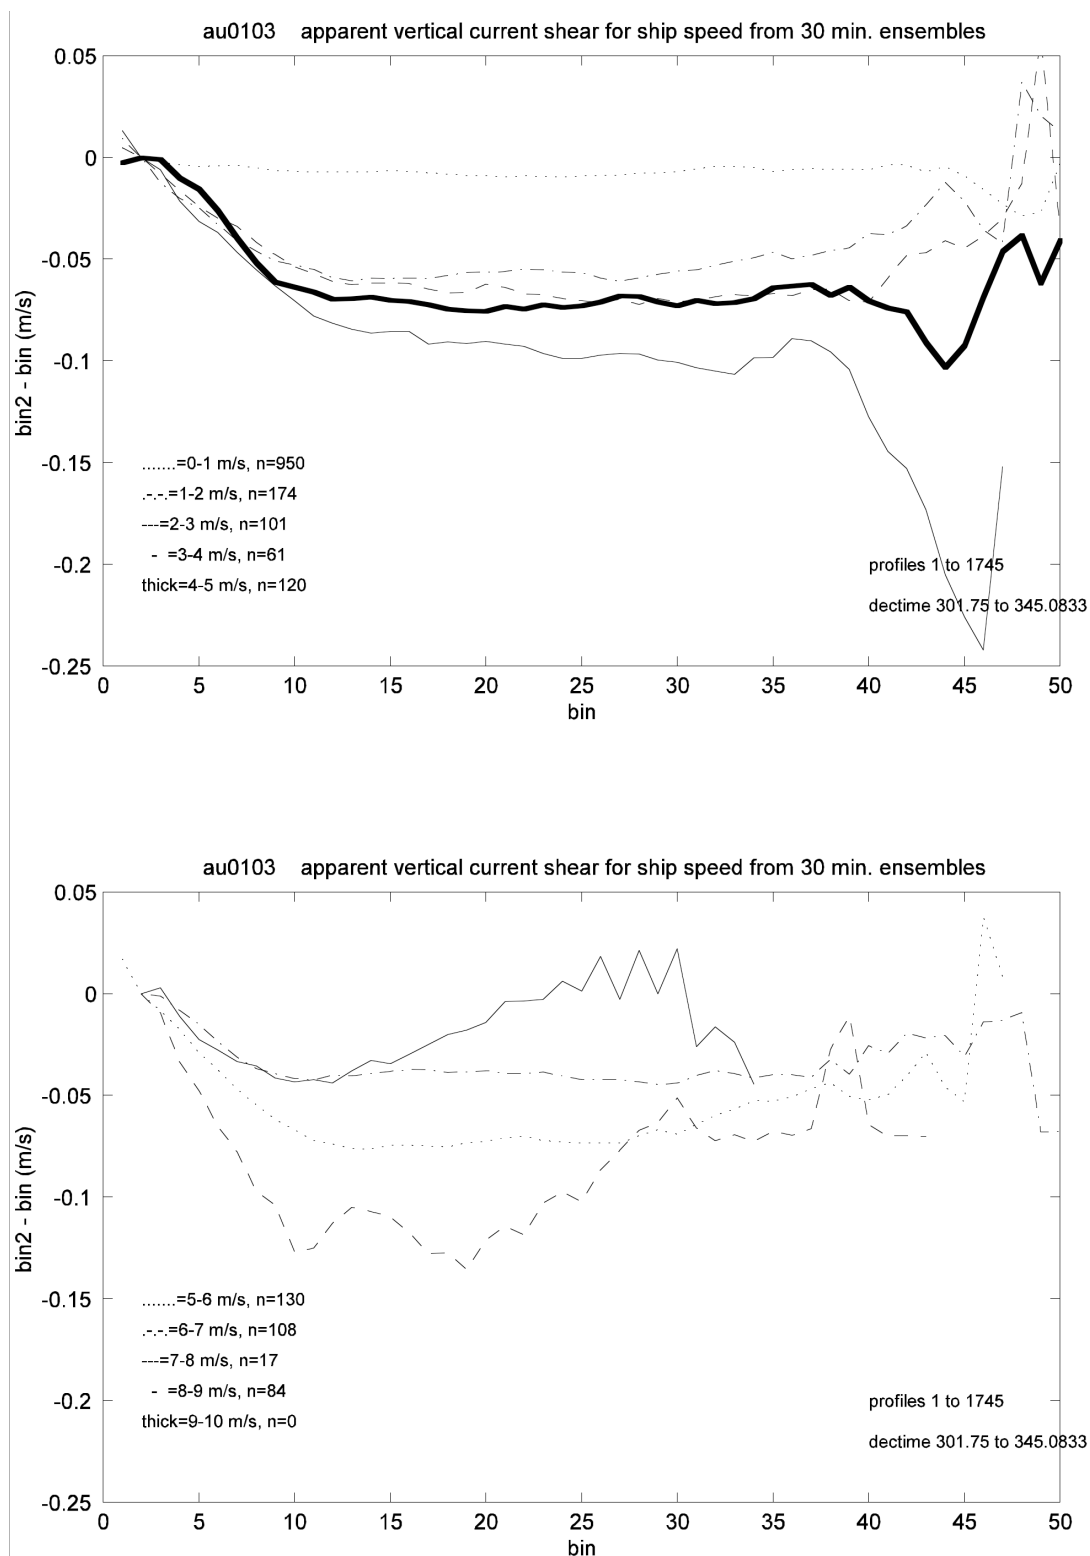 au0103 apparent vertical current shear for ship speed from 30 min. ensembles
0.05
0
-0.05
-0.1
-0.15
-0.2
-0.25
bin2 - bin (m/s)
.......=0-1 m/s, n=950
.-.-.=1-2 m/s, n=174
---=2-3 m/s, n=101
- =3-4 m/s, n=61
thick=4-5 m/s, n=120
profiles 1 to 1745
dectime 301.75 to 345.0833
0 5 10 15 20 25 30 35 40 45 50
bin
au0103 apparent vertical current shear for ship speed from 30 min. ensembles
0.05
0
-0.05
-0.1
-0.15
-0.2
-0.25
bin2 - bin (m/s)
.......=5-6 m/s, n=130
.-.-.=6-7 m/s, n=108
---=7-8 m/s, n=17
- =8-9 m/s, n=84
thick=9-10 m/s, n=0
profiles 1 to 1745
dectime 301.75 to 345.0833
0 5 10 15 20 25 30 35 40 45 50
bin